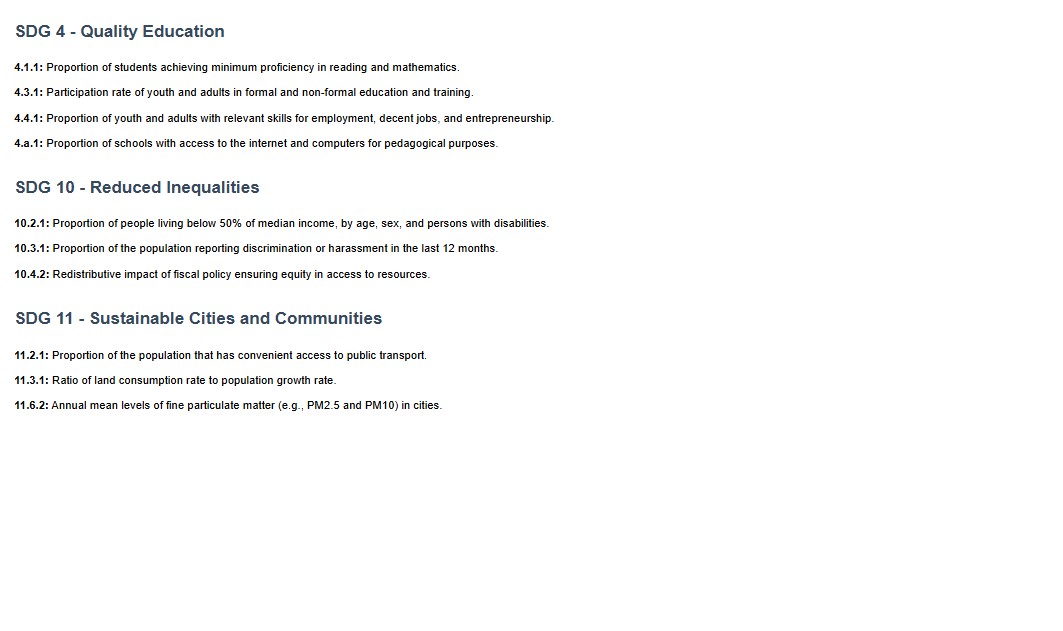 SDG 4 - Quality Education
4.1.1: Proportion of students achieving minimum proficiency in reading and mathematics.
4.3.1: Participation rate of youth and adults in formal and non-formal education and training.
4.4.1: Proportion of youth and adults with relevant skills for employment, decent jobs, and entrepreneurship.
4.a.1: Proportion of schools with access to the internet and computers for pedagogical purposes.
SDG 10 - Reduced Inequalities
10.2.1: Proportion of people living below 50% of median income, by age, sex, and persons with disabilities.
10.3.1: Proportion of the population reporting discrimination or harassment in the last 12 months.
10.4.2: Redistributive impact of fiscal policy ensuring equity in access to resources.
SDG 11 - Sustainable Cities and Communities
11.2.1: Proportion of the population that has convenient access to public transport.
11.3.1: Ratio of land consumption rate to population growth rate.
11.6.2: Annual mean levels of fine particulate matter (e.g., PM2.5 and PM10) in cities.